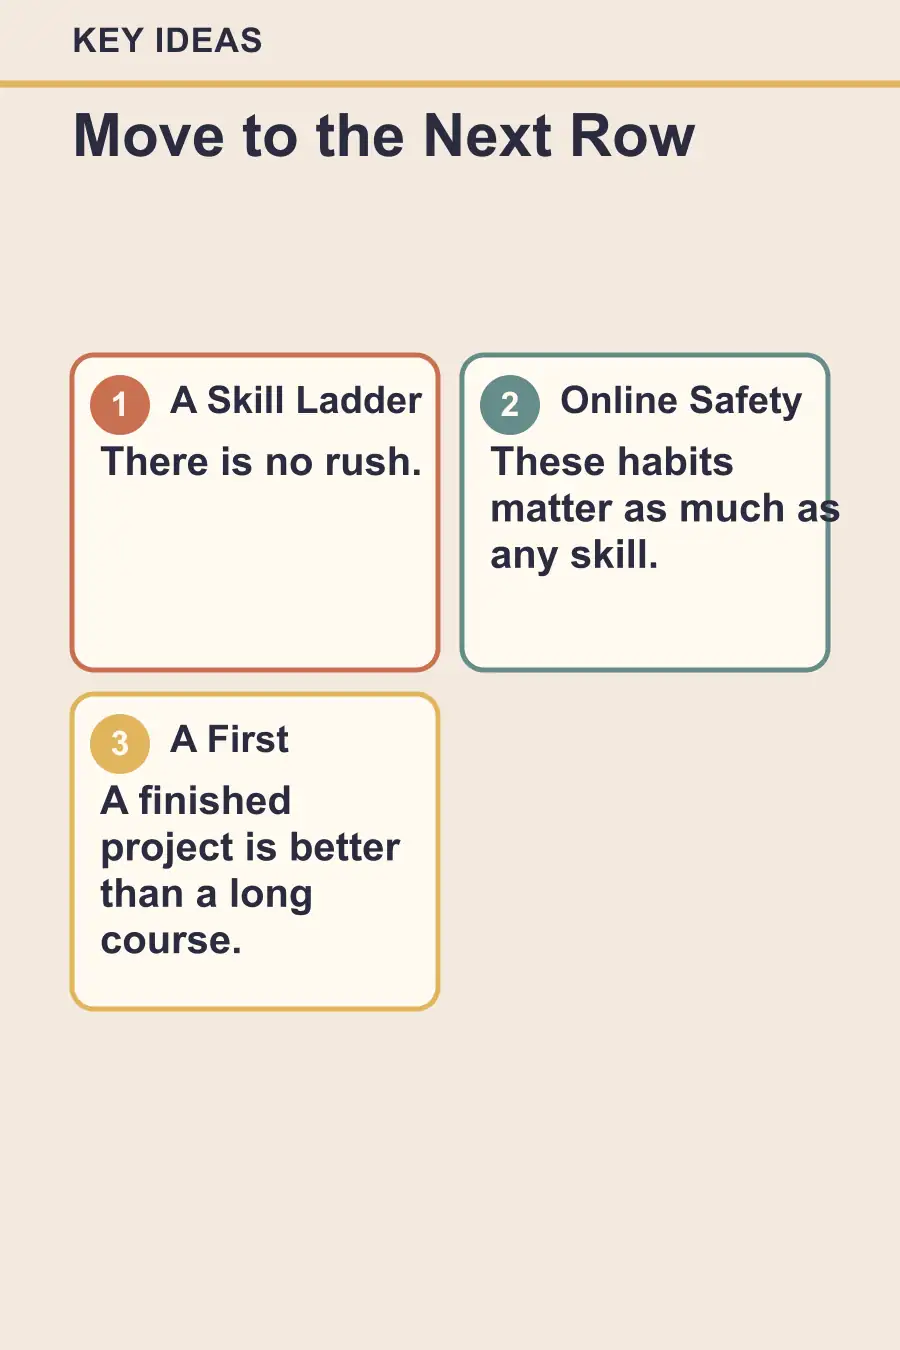 KEY IDEAS
Move to the Next Row
1
A Skill Ladder
There is no rush.
2
Online Safety
These habits
matter as much as
any skill.
3
A First
A finished
project is better
than a long
course.